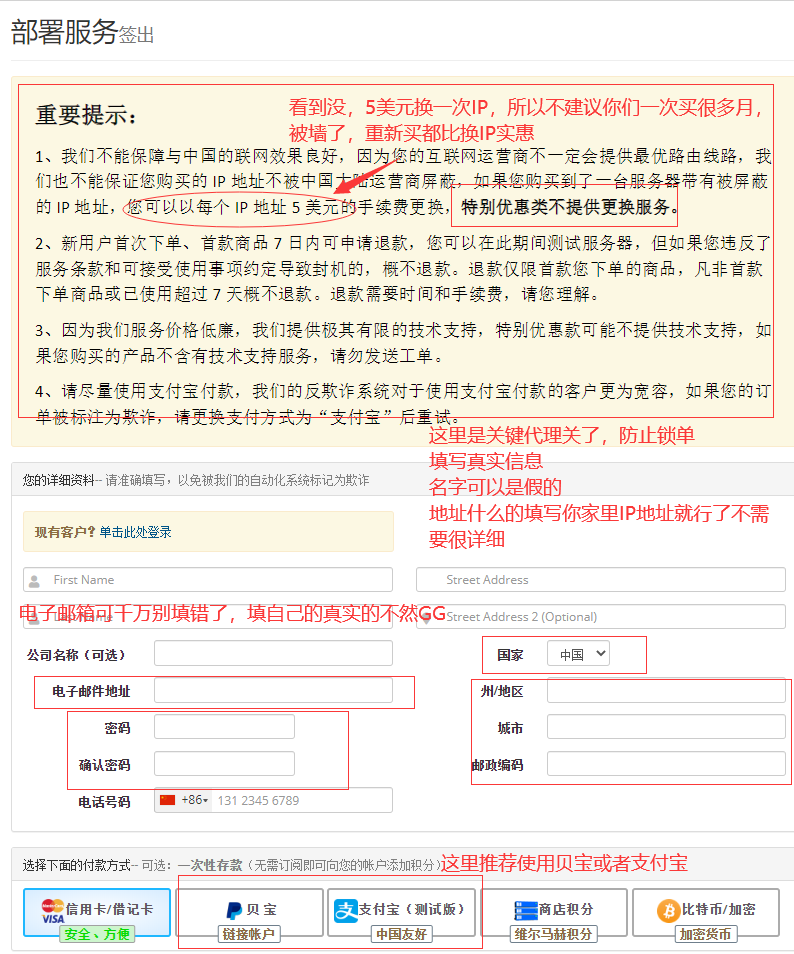 部署服务签出
看到没，5美元换一次IP，所以不建议你们一次买很多月，
被墙了，重新买都比换IP实惠
重要提示：
1、我们不能保障与中国的联网效果良好，因为您的互联网运营商不一定会提供最优路由线路，我
们也不能保证您购买的 IP 地址不被中国大陆运营商屏蔽，如果您购买到了一台服务器带有被屏蔽
的 IP 地址，您可以以每个 IP 地址 5 美元的手续费更换，特别优惠类不提供更换服务。
2、新用户首次下单、首款商品 7 日内可申请退款，您可以在此期间测试服务器，但如果您违反了
服务条款和可接受使用事项约定导致封机的，概不退款。退款仅限首款您下单的商品，凡非首款
下单商品或已使用超过 7 天概不退款。退款需要时间和手续费，请您理解。
3、因为我们服务价格低廉，我们提供极其有限的技术支持，特别优惠款可能不提供技术支持，如
果您购买的产品不含有技术支持服务，请勿发送工单。
4、请尽量使用支付宝付款，我们的反欺诈系统对于使用支付宝付款的客户更为宽容，如果您的订
单被标注为欺诈，请更换支付方式为“支付宝”后重试。
这里是关键代理关了，防止锁单
填写真实信息
名字可以是假的
地址什么的填写你家里IP地址就行了不需
要很详细
您的详细资料-- 请准确填写，以免被我们的自动化系统标记为欺诈
现有客户? 单击此处登录
First Name
Street Address
电子邮箱可千万别填错了，填自己的真实的不然GG
Last Name
Street Address 2 (Optional)
公司名称（可选）
国家 中国
电子邮件地址
州/地区
密码
城市
确认密码
邮政编码
电话号码 +86 131 2345 6789
选择下面的付款方式-- 可选：一次性存款（无需订阅即可向您的帐户添加积分）
这里推荐使用贝宝或者支付宝
MasterCard VISA 信用卡/借记卡
安全、方便
贝宝
链接帐户
支 支付宝（测试版）
中国友好
商店积分
维尔马赫积分
比特币/加密
加密货币